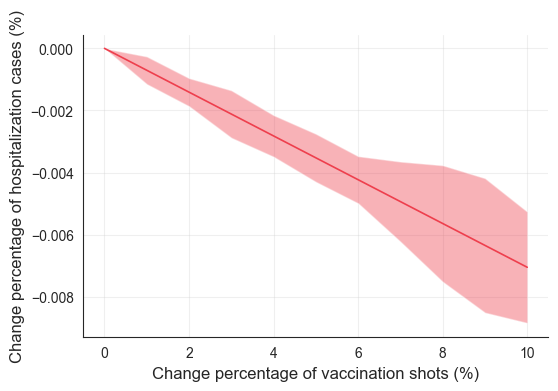 Change percentage of hospitalization cases (%)
0.000
−0.002
−0.004
−0.006
−0.008
0 2 4 6 8 10
Change percentage of vaccination shots (%)